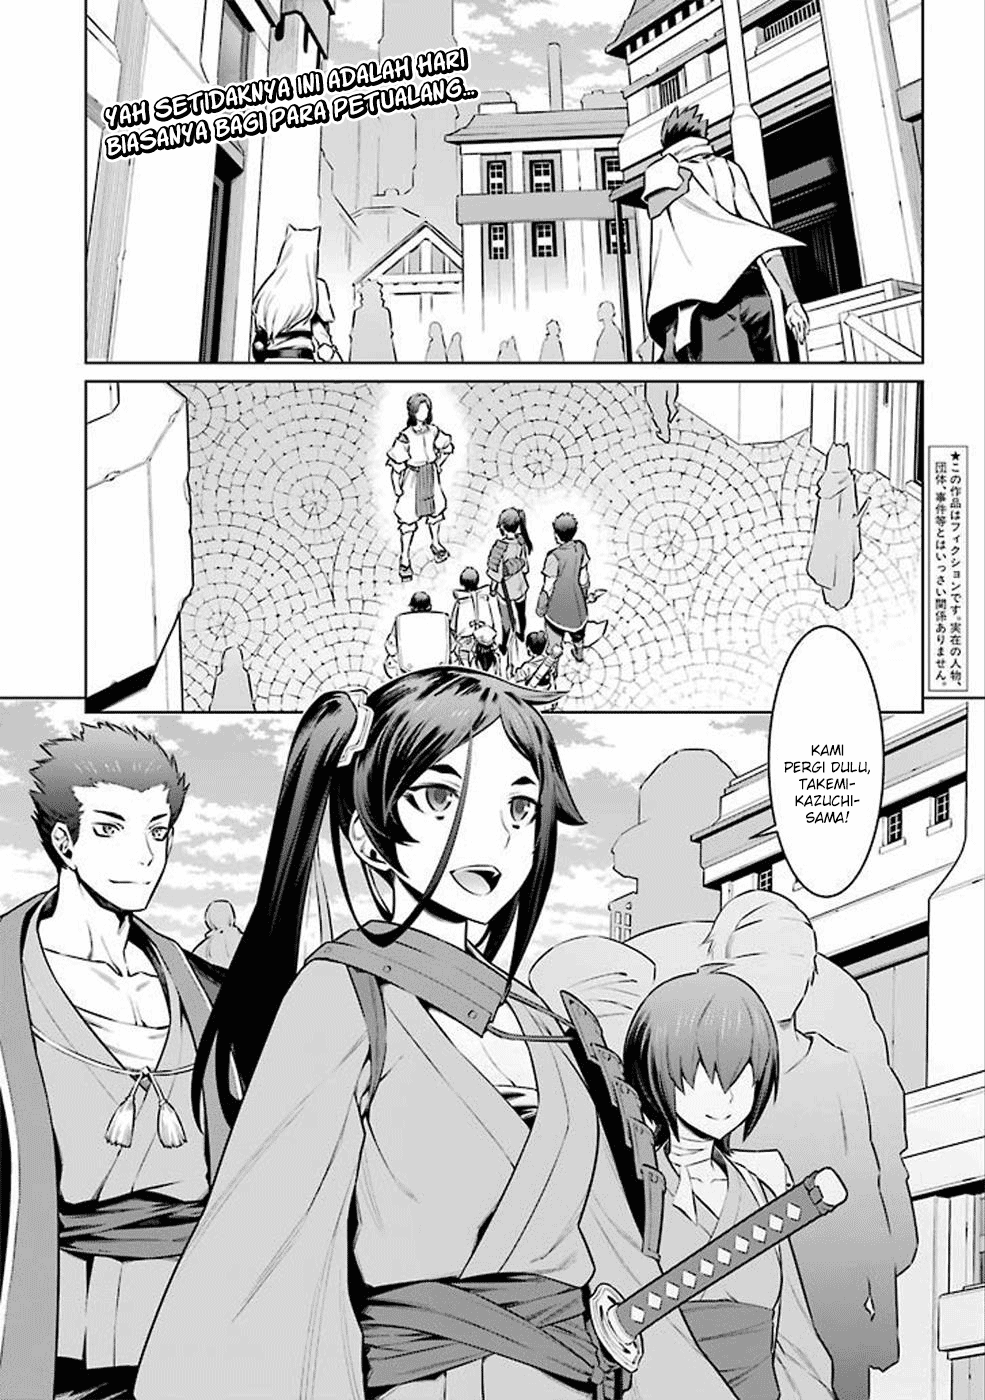 YAH SETIDAKNYA INI ADALAH HARI
BIASANYA BAGI PARA PETUALANG...
★この作品はフィクションです。実在の人物、
団体、事件等とはいっさい関係ありません。
KAMI
PERGI DULU,
TAKEMI-
KAZUCHI-
SAMA!